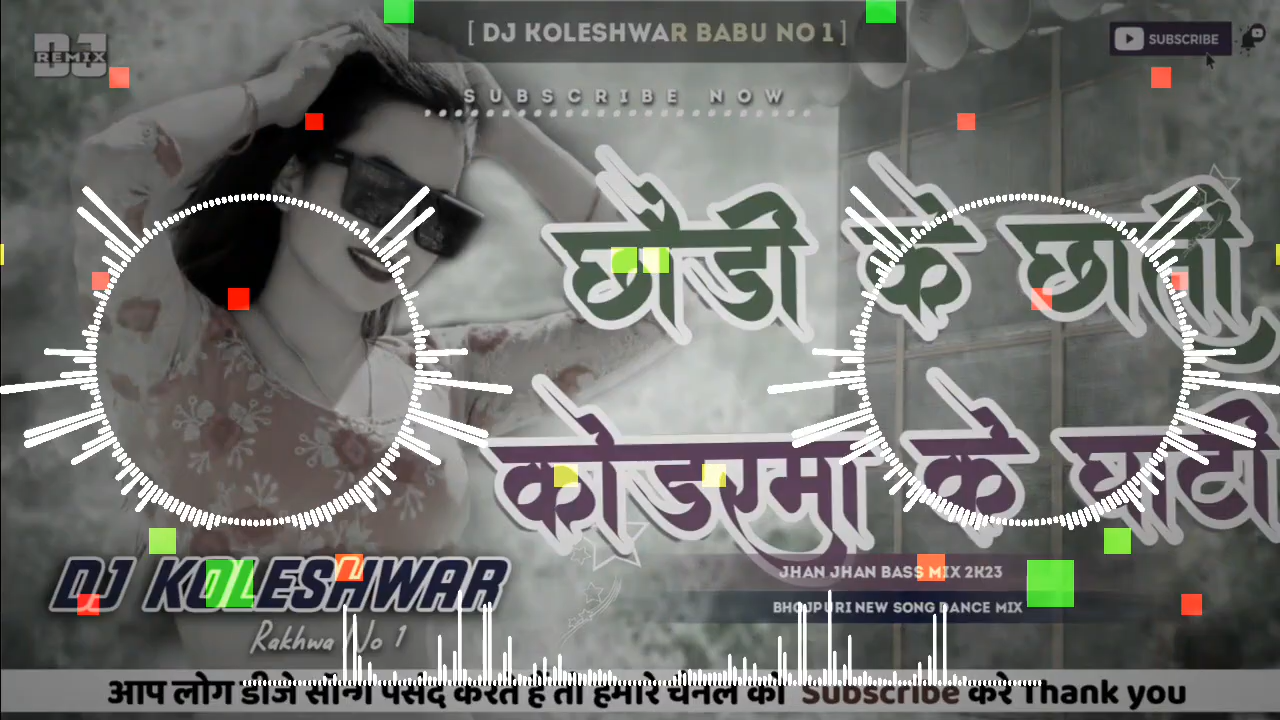 [ DJ KOLESHWAR BABU NO 1 ]
DJ
REMIX
SUBSCRIBE
SUBSCRIBE NOW
छौडी के छाती
कोडरमा के घाटी
DJ KOLESHWAR
Rakhwa No 1
JHAN JHAN BASS MIX 2K23
BHOJPURI NEW SONG DANCE MIX
आप लोग डीजे सॉन्ग पसंद करते हैं तो हमारे चैनल को Subscribe करे Thank you